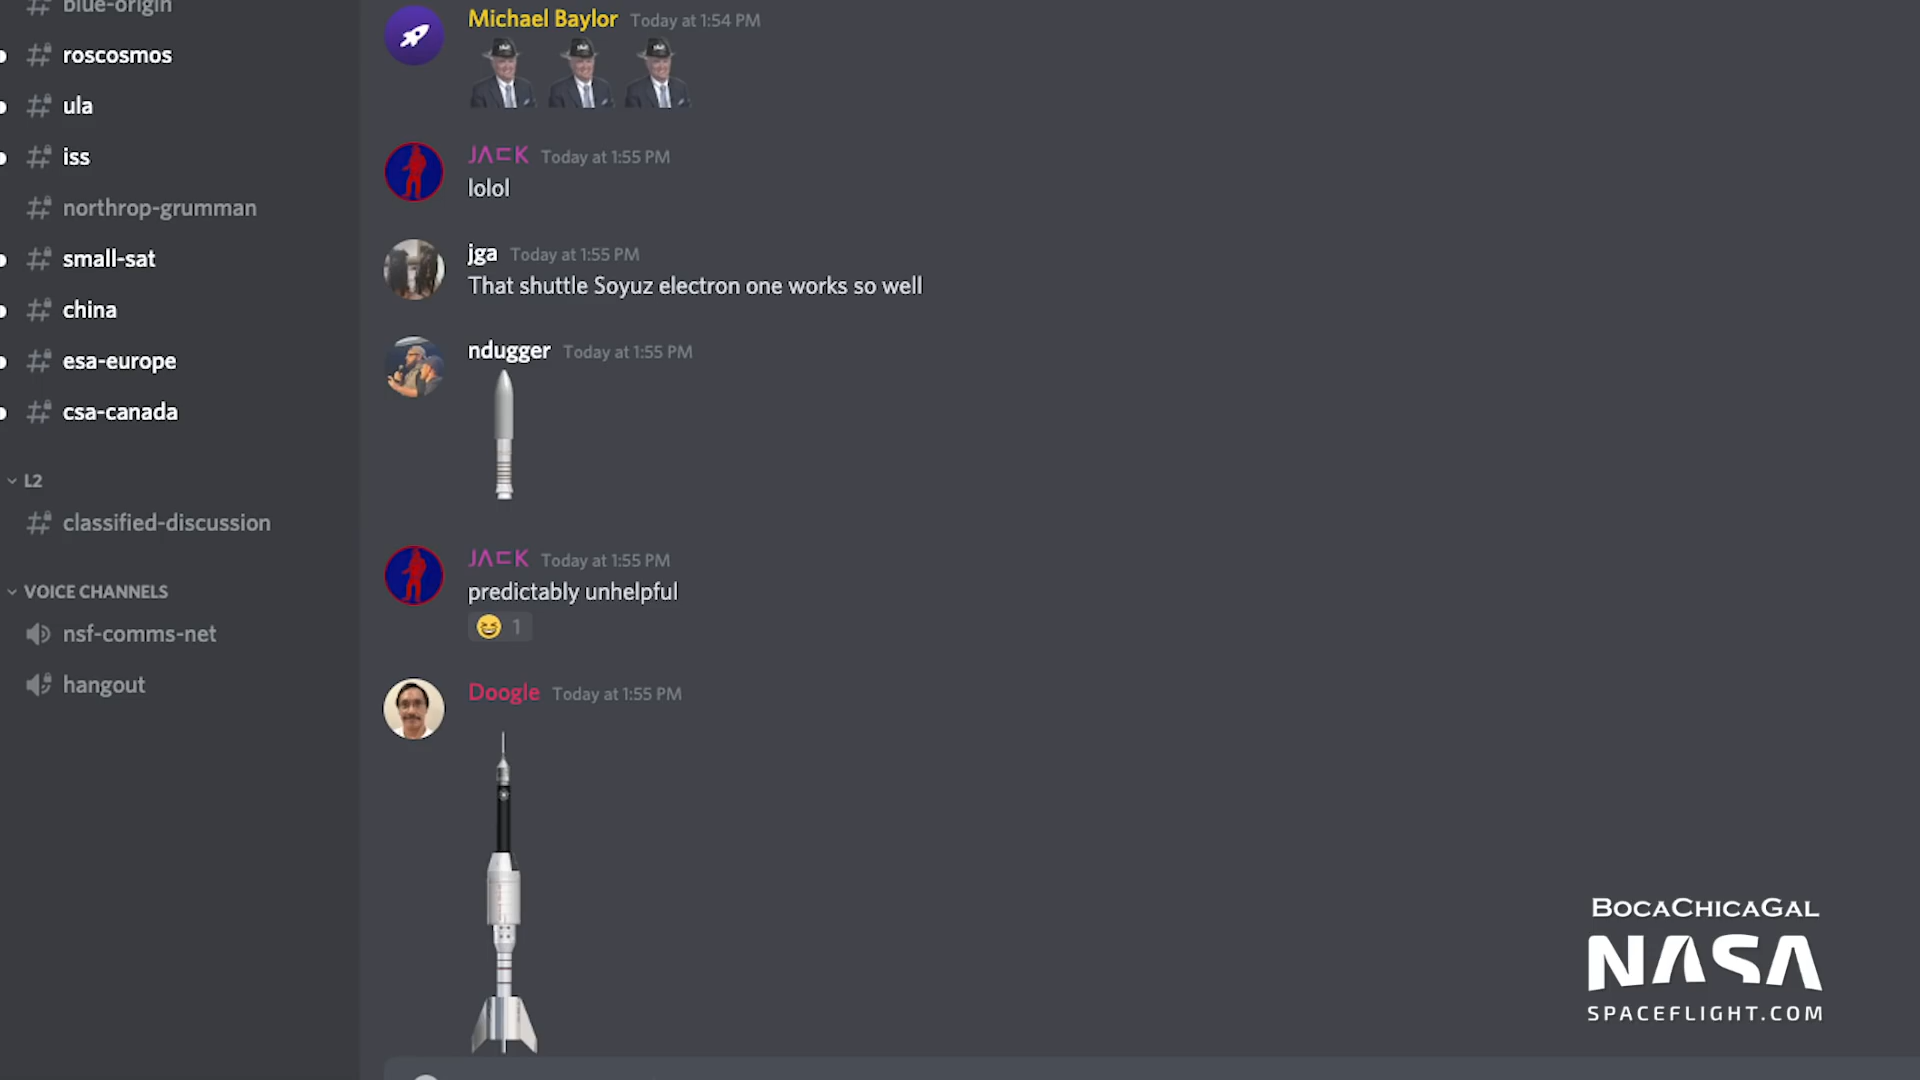 blue-origin
roscosmos
ula
iss
northrop-grumman
small-sat
china
esa-europe
csa-canada
L2
classified-discussion
VOICE CHANNELS
nsf-comms-net
hangout
Michael Baylor Today at 1:54 PM
JΛCK Today at 1:55 PM
lolol
jga Today at 1:55 PM
That shuttle Soyuz electron one works so well
ndugger Today at 1:55 PM
JΛCK Today at 1:55 PM
predictably unhelpful
1
Doogle Today at 1:55 PM
BOCACHICAGAL
NASA
SPACEFLIGHT.COM